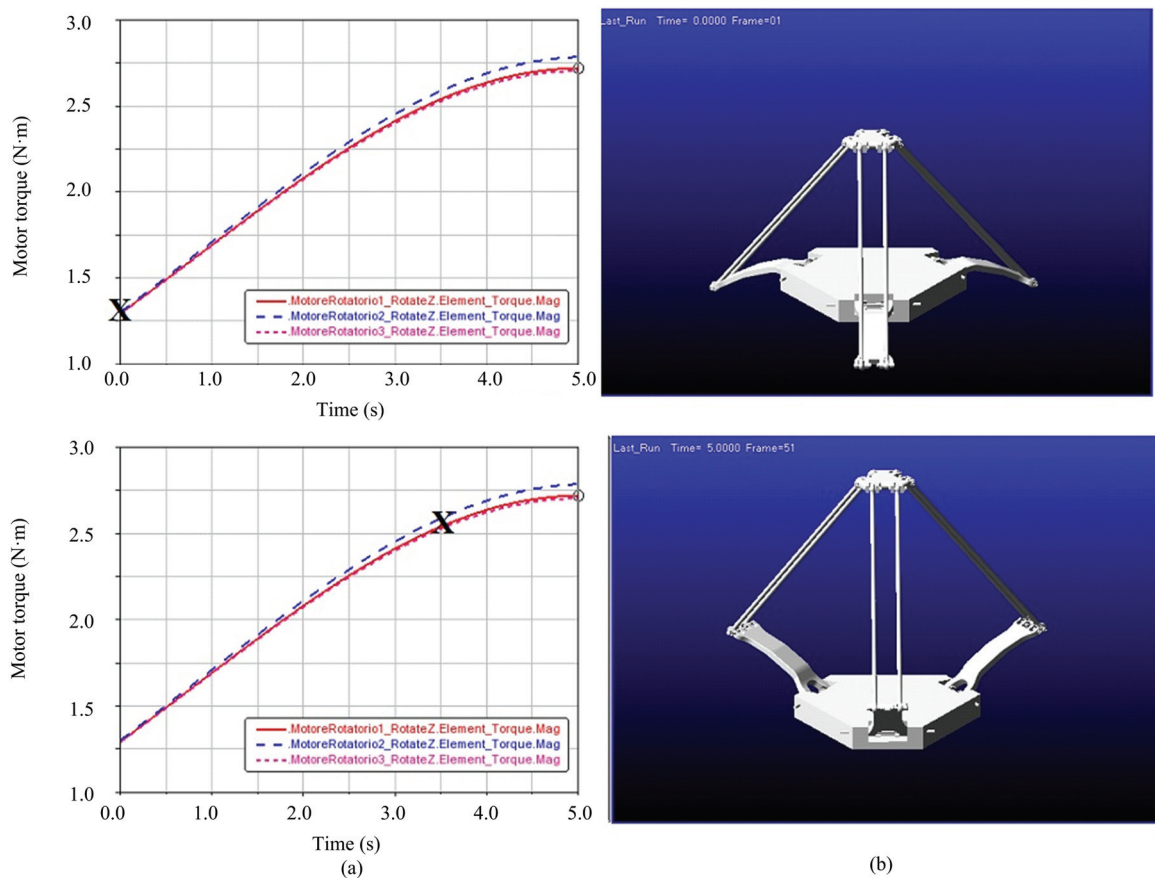 3.0
2.5
2.0
1.5
1.0
Motor torque (N·m)
X
.MotoreRotatorio1_RotateZ.Element_Torque.Mag
.MotoreRotatorio2_RotateZ.Element_Torque.Mag
.MotoreRotatorio3_RotateZ.Element_Torque.Mag
0.0 1.0 2.0 3.0 4.0 5.0
Time (s)
Last_Run Time= 0.0000 Frame=01
3.0
2.5
2.0
1.5
1.0
Motor torque (N·m)
X
.MotoreRotatorio1_RotateZ.Element_Torque.Mag
.MotoreRotatorio2_RotateZ.Element_Torque.Mag
.MotoreRotatorio3_RotateZ.Element_Torque.Mag
0.0 1.0 2.0 3.0 4.0 5.0
Time (s)
(a)
Last_Run Time= 5.0000 Frame=51
(b)